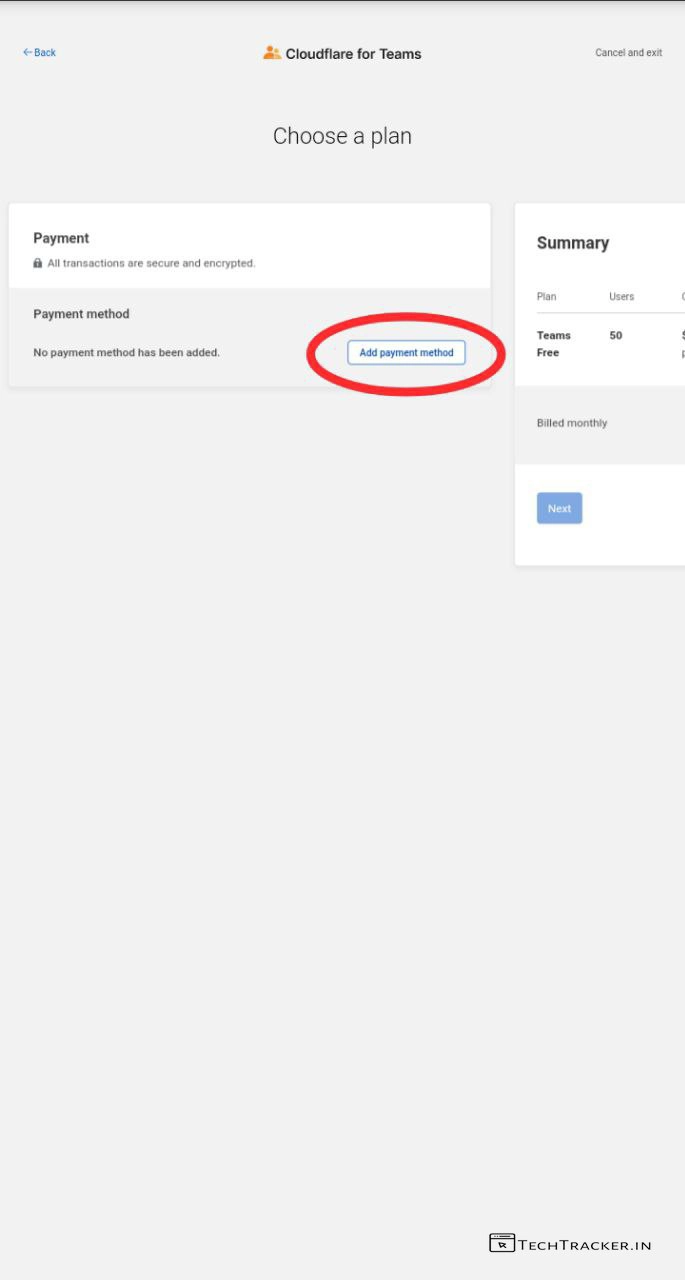 Back
Cloudflare for Teams
Cancel and exit
Choose a plan
Payment
All transactions are secure and encrypted.
Payment method
No payment method has been added.
Add payment method
Summary
Plan Users
Teams Free 50 $
Billed monthly
Next
TechTracker.in